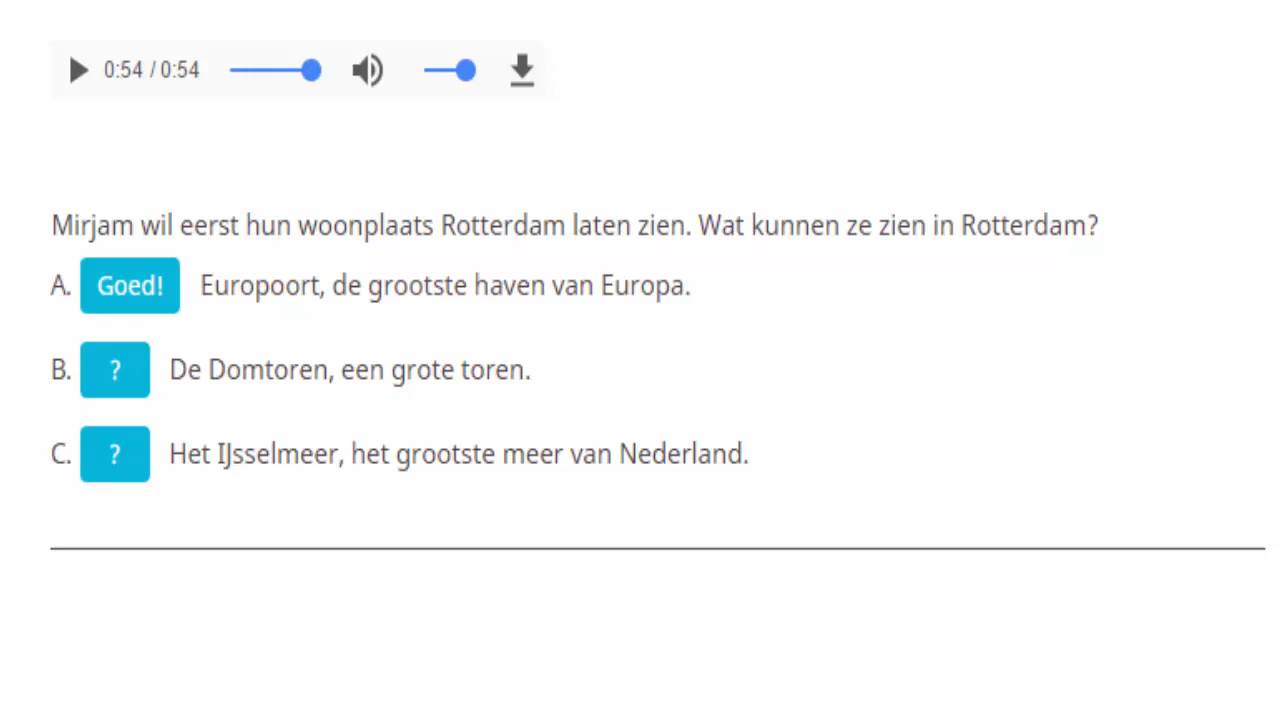 0:54 / 0:54
Mirjam wil eerst hun woonplaats Rotterdam laten zien. Wat kunnen ze zien in Rotterdam?
A. Goed! Europoort, de grootste haven van Europa.
B. ? De Domtoren, een grote toren.
C. ? Het IJsselmeer, het grootste meer van Nederland.